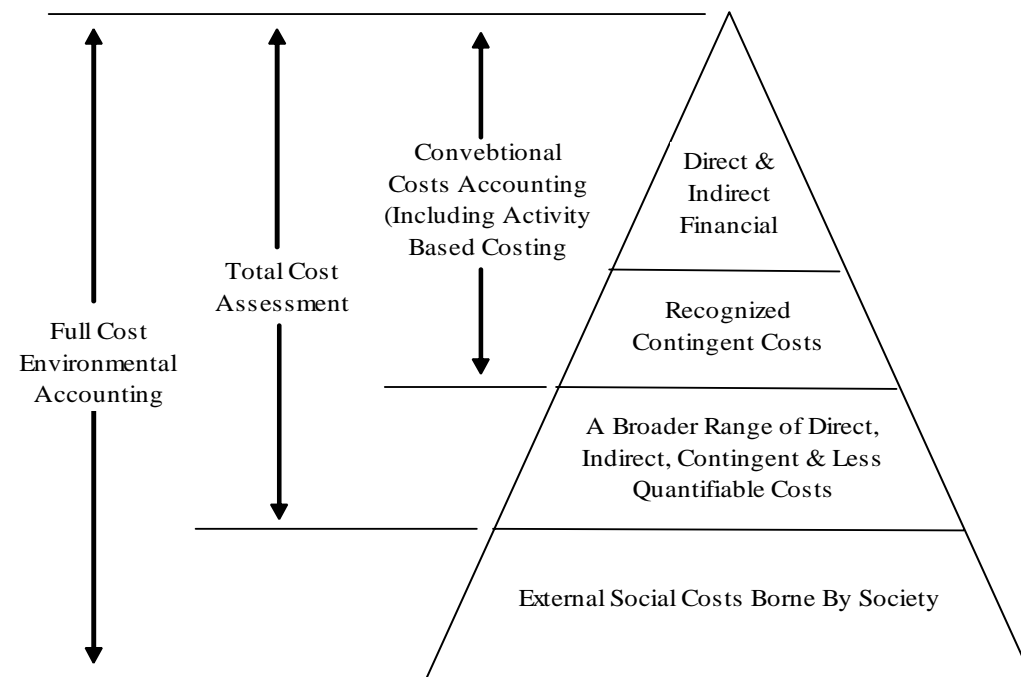 Full Cost
Environmental
Accounting
Total Cost
Assessment
Convebtional
Costs Accounting
(Including Activity
Based Costing
Direct &
Indirect
Financial
Recognized
Contingent Costs
A Broader Range of Direct,
Indirect, Contingent & Less
Quantifiable Costs
External Social Costs Borne By Society